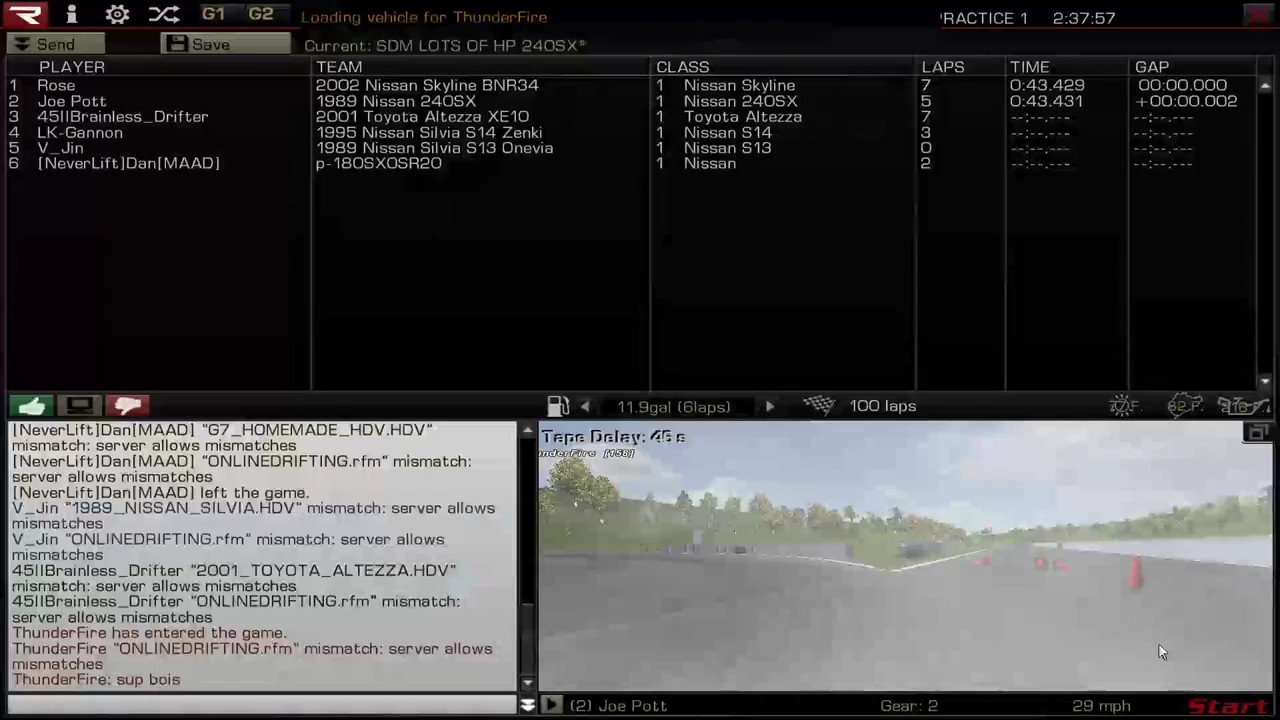 G1 G2 Loading vehicle for ThunderFire PRACTICE 1 2:37:57
Send Save Current: SDM LOTS OF HP 240SX*
PLAYER TEAM CLASS LAPS TIME GAP
1 Rose 2002 Nissan Skyline BNR34 1 Nissan Skyline 7 0:43.429 00:00.000
2 Joe Pott 1989 Nissan 240SX 1 Nissan 240SX 5 0:43.431 +00:00.002
3 45IIBrainless_Drifter 2001 Toyota Altezza XE10 1 Toyota Altezza 7 --:--.--- --:--.---
4 LK-Gannon 1995 Nissan Silvia S14 Zenki 1 Nissan S14 3 --:--.--- --:--.---
5 V_Jin 1989 Nissan Silvia S13 Onevia 1 Nissan S13 0 --:--.--- --:--.---
6 [NeverLift]Dan[MAAD] p-180SX0SR20 1 Nissan 2 --:--.--- --:--.---
11.9gal (6laps) 100 laps
[NeverLift]Dan[MAAD] "G7_HOMEMADE_HDV.HDV"
mismatch: server allows mismatches
[NeverLift]Dan[MAAD] "ONLINEDRIFTING.rfm" mismatch:
server allows mismatches
[NeverLift]Dan[MAAD] left the game.
V_Jin "1989_NISSAN_SILVIA.HDV" mismatch: server allows
mismatches
V_Jin "ONLINEDRIFTING.rfm" mismatch: server allows
mismatches
45IIBrainless_Drifter "2001_TOYOTA_ALTEZZA.HDV"
mismatch: server allows mismatches
45IIBrainless_Drifter "ONLINEDRIFTING.rfm" mismatch:
server allows mismatches
ThunderFire has entered the game.
ThunderFire "ONLINEDRIFTING.rfm" mismatch: server allows
mismatches
ThunderFire: sup bois
Tape Delay: 45 s
(2) Joe Pott Gear: 2 29 mph Start